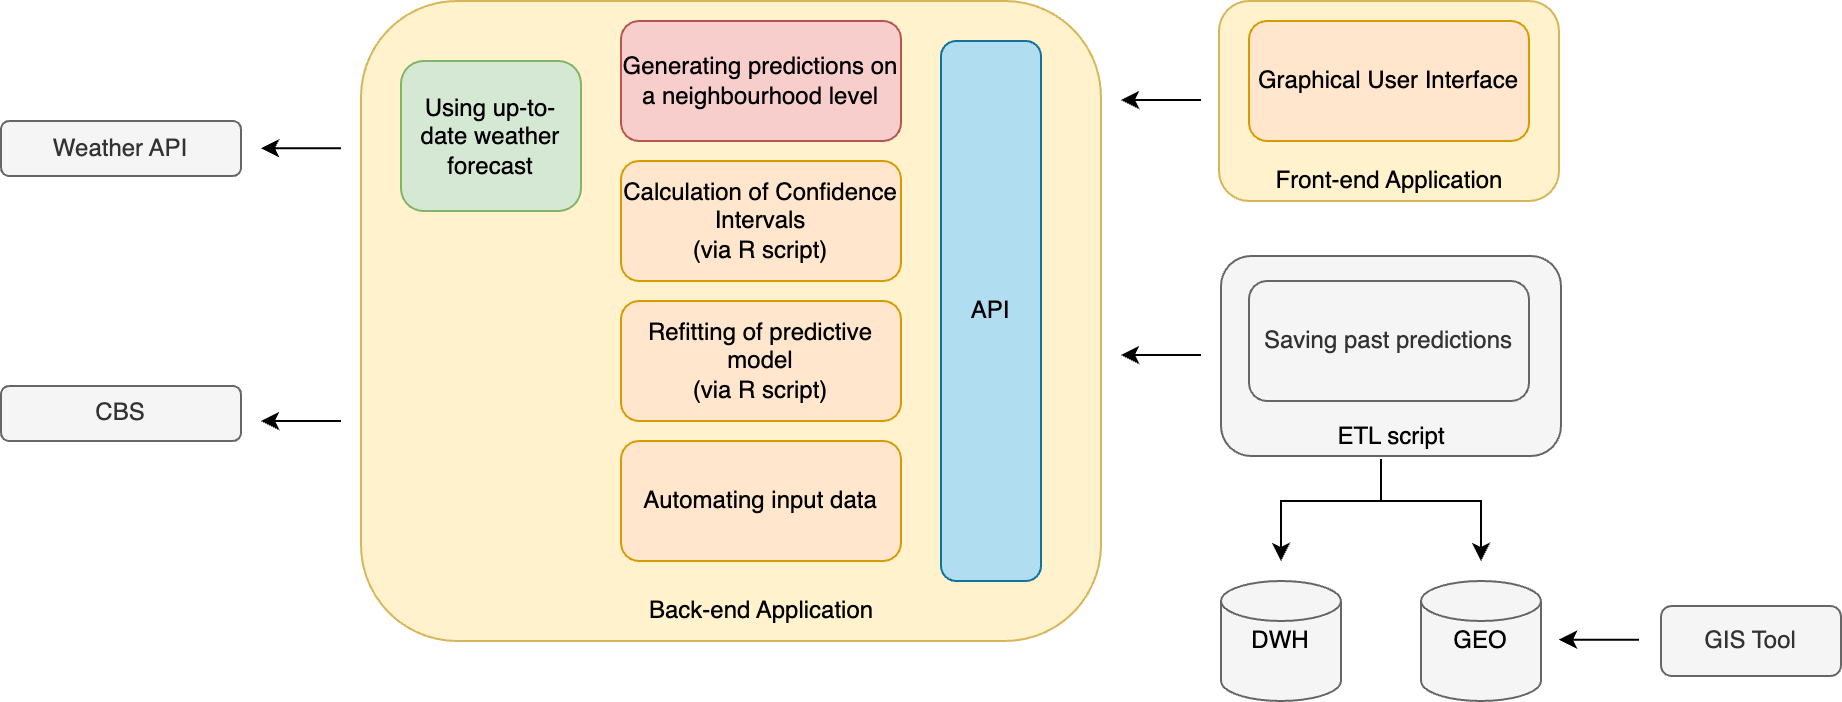 Weather API
CBS
Using up-to-
date weather
forecast
Generating predictions on
a neighbourhood level
Calculation of Confidence
Intervals
(via R script)
Refitting of predictive
model
(via R script)
Automating input data
API
Back-end Application
Graphical User Interface
Front-end Application
Saving past predictions
ETL script
DWH
GEO
GIS Tool